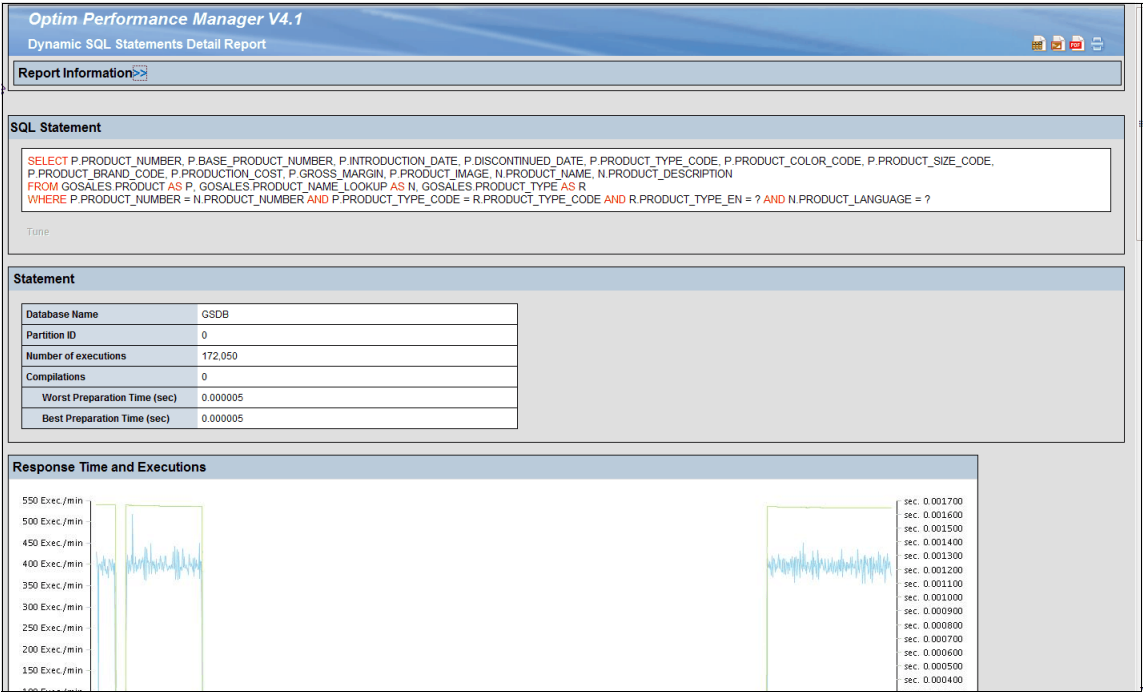 Optim Performance Manager V4.1
Dynamic SQL Statements Detail Report
PDF
Report Information>>
SQL Statement
SELECT P.PRODUCT_NUMBER, P.BASE_PRODUCT_NUMBER, P.INTRODUCTION_DATE, P.DISCONTINUED_DATE, P.PRODUCT_TYPE_CODE, P.PRODUCT_COLOR_CODE, P.PRODUCT_SIZE_CODE,
P.PRODUCT_BRAND_CODE, P.PRODUCTION_COST, P.GROSS_MARGIN, P.PRODUCT_IMAGE, N.PRODUCT_NAME, N.PRODUCT_DESCRIPTION
FROM GOSALES.PRODUCT AS P, GOSALES.PRODUCT_NAME_LOOKUP AS N, GOSALES.PRODUCT_TYPE AS R
WHERE P.PRODUCT_NUMBER = N.PRODUCT_NUMBER AND P.PRODUCT_TYPE_CODE = R.PRODUCT_TYPE_CODE AND R.PRODUCT_TYPE_EN = ? AND N.PRODUCT_LANGUAGE = ?
Tune
Statement
Database Name GSDB
Partition ID 0
Number of executions 172,050
Compilations 0
Worst Preparation Time (sec) 0.000005
Best Preparation Time (sec) 0.000005
Response Time and Executions
550 Exec./min
500 Exec./min
450 Exec./min
400 Exec./min
350 Exec./min
300 Exec./min
250 Exec./min
200 Exec./min
150 Exec./min
sec. 0.001700
sec. 0.001600
sec. 0.001500
sec. 0.001400
sec. 0.001300
sec. 0.001200
sec. 0.001100
sec. 0.001000
sec. 0.000900
sec. 0.000800
sec. 0.000700
sec. 0.000600
sec. 0.000500
sec. 0.000400